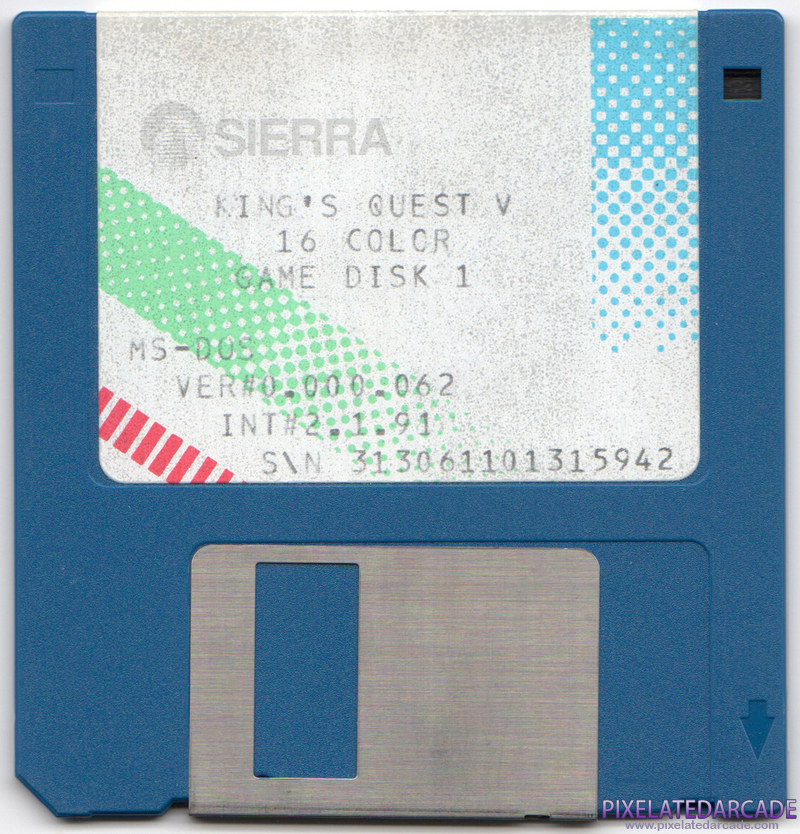 SIERRA
KING'S QUEST V
16 COLOR
GAME DISK 1
MS-DOS
VER#0.000.062
INT#2.1.91
S\N 313061101315942
PIXELATEDARCADE
www.pixelatedarcade.com